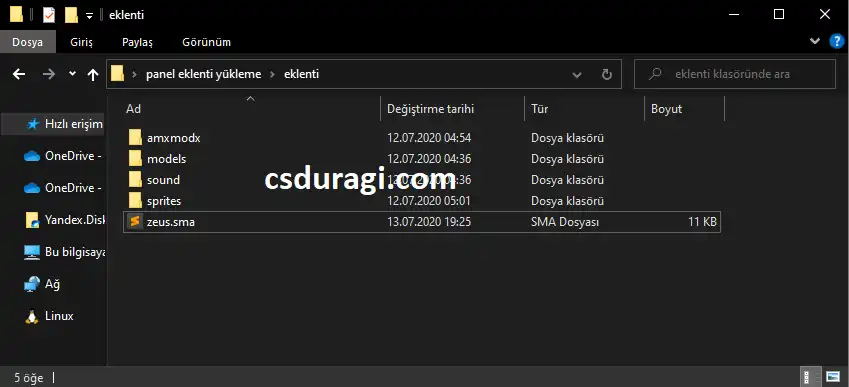 eklenti
Dosya Giriş Paylaş Görünüm
panel eklenti yükleme eklenti eklenti klasöründe ara
Ad Değiştirme tarihi Tür Boyut
Hızlı erişim
OneDrive -
OneDrive -
Yandex.Disk
Bu bilgisaya
Ağ
Linux
amxmodx 12.07.2020 04:54 Dosya klasörü
models 12.07.2020 04:36 Dosya klasörü
sound 12.07.2020 04:36 Dosya klasörü
sprites 12.07.2020 05:01 Dosya klasörü
zeus.sma 13.07.2020 19:25 SMA Dosyası 11 KB
csduragi.com
5 öğe